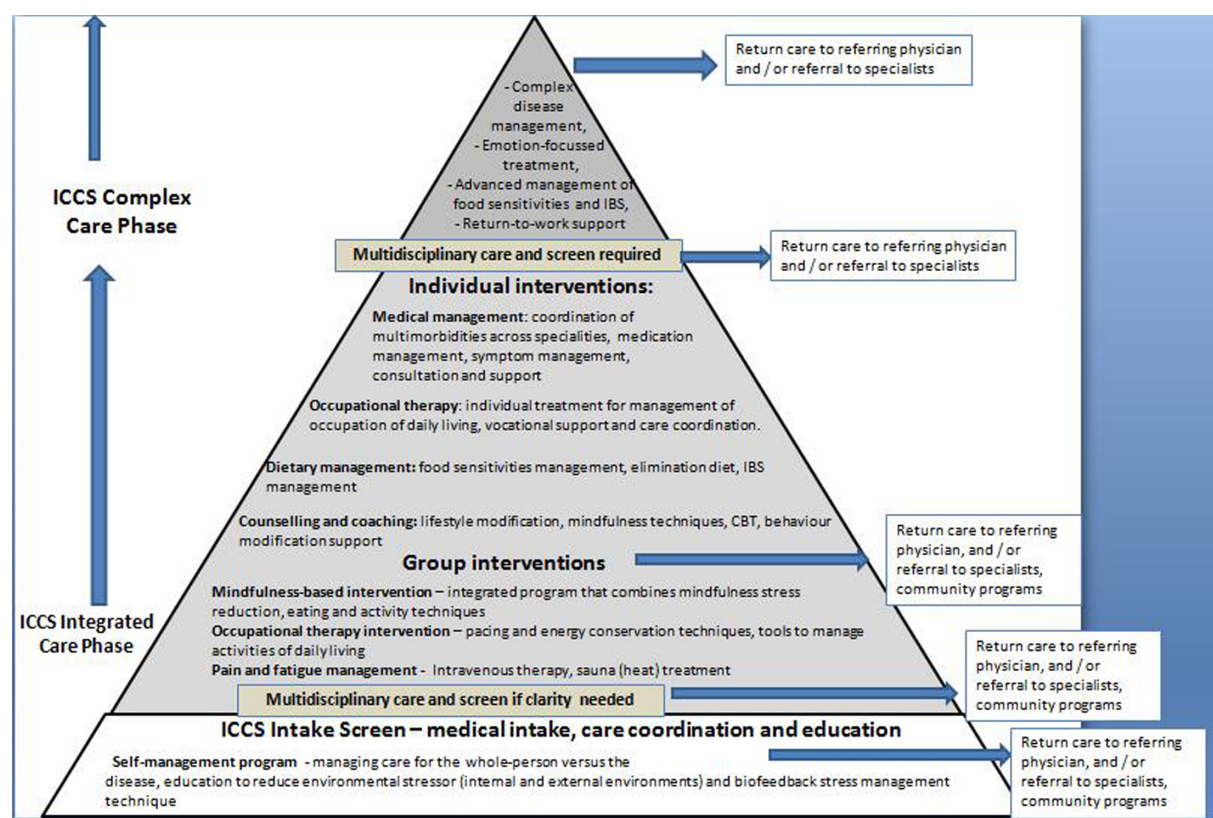 Return care to referring physician
and / or referral to specialists
- Complex
disease
management,
- Emotion-focussed
treatment,
- Advanced management of
food sensitivities and IBS,
- Return-to-work support
ICCS Complex
Care Phase
Multidisciplinary care and screen required
Return care to referring physician
and / or referral to specialists
Individual interventions:
Medical management: coordination of
multimorbidities across specialities, medication
management, symptom management,
consultation and support
Occupational therapy: individual treatment for management of
occupation of daily living, vocational support and care coordination.
Dietary management: food sensitivities management, elimination diet, IBS
management
Counselling and coaching: lifestyle modification, mindfulness techniques, CBT, behaviour
modification support
Return care to referring
physician, and / or
referral to specialists,
community programs
Group interventions
Mindfulness-based intervention – integrated program that combines mindfulness stress
reduction, eating and activity techniques
Occupational therapy intervention – pacing and energy conservation techniques, tools to manage
activities of daily living
Pain and fatigue management - Intravenous therapy, sauna (heat) treatment
ICCS Integrated
Care Phase
Multidisciplinary care and screen if clarity needed
Return care to referring
physician, and / or
referral to specialists,
community programs
ICCS Intake Screen – medical intake, care coordination and education
Self-management program - managing care for the whole-person versus the
disease, education to reduce environmental stressor (internal and external environments) and biofeedback stress management
technique
Return care to referring
physician, and / or
referral to specialists,
community programs